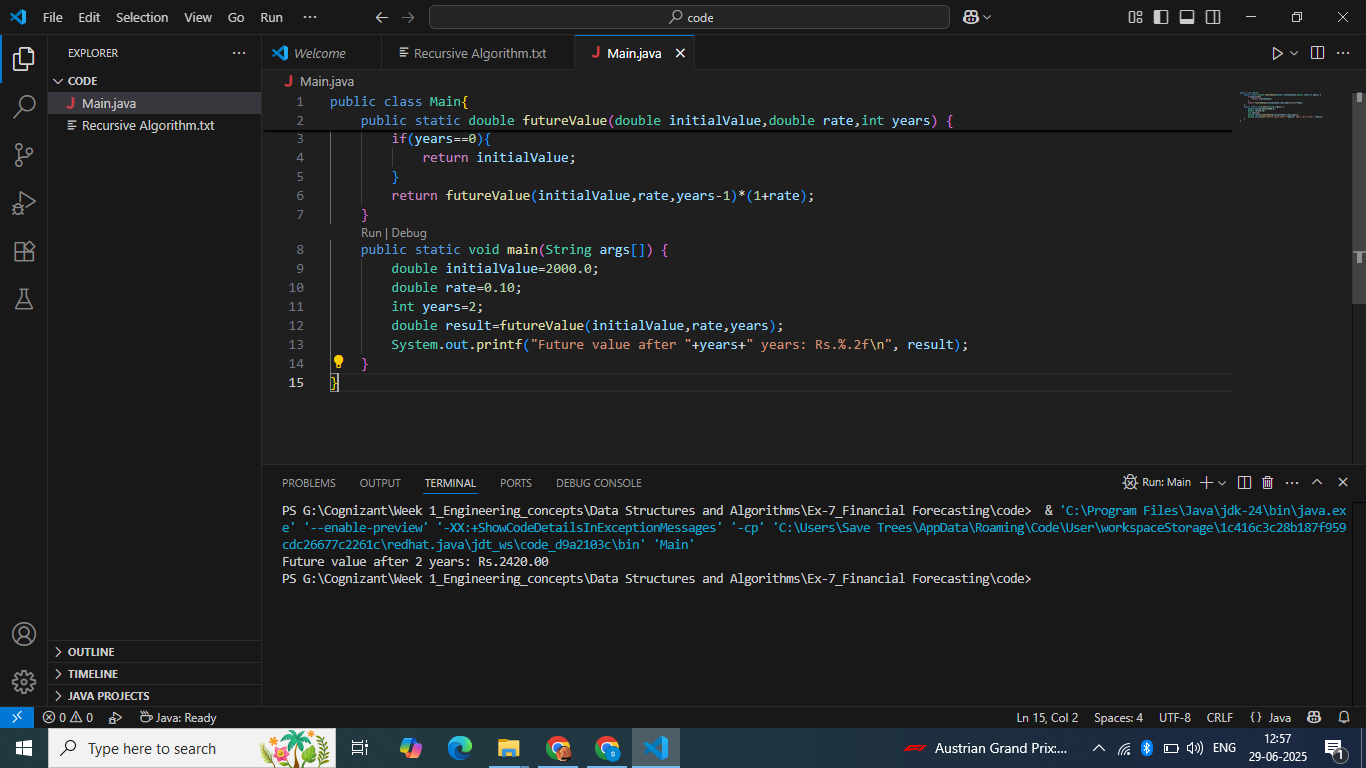 File Edit Selection View Go Run ··· code
EXPLORER ···
CODE
J Main.java
Recursive Algorithm.txt
OUTLINE
TIMELINE
JAVA PROJECTS
Welcome Recursive Algorithm.txt J Main.java
J Main.java
1 public class Main{
2 public static double futureValue(double initialValue,double rate,int years) {
3 if(years==0){
4 return initialValue;
5 }
6 return futureValue(initialValue,rate,years-1)*(1+rate);
7 }
Run | Debug
8 public static void main(String args[]) {
9 double initialValue=2000.0;
10 double rate=0.10;
11 int years=2;
12 double result=futureValue(initialValue,rate,years);
13 System.out.printf("Future value after "+years+" years: Rs.%.2f\n", result);
14 }
15 }
PROBLEMS OUTPUT TERMINAL PORTS DEBUG CONSOLE Run: Main
PS G:\Cognizant\Week 1_Engineering_concepts\Data Structures and Algorithms\Ex-7_Financial Forecasting\code> & 'C:\Program Files\Java\jdk-24\bin\java.ex
e' '--enable-preview' '-XX:+ShowCodeDetailsInExceptionMessages' '-cp' 'C:\Users\Save Trees\AppData\Roaming\Code\User\workspaceStorage\1c416c3c28b187f959
cdc26677c2261c\redhat.java\jdt_ws\code_d9a2103c\bin' 'Main'
Future value after 2 years: Rs.2420.00
PS G:\Cognizant\Week 1_Engineering_concepts\Data Structures and Algorithms\Ex-7_Financial Forecasting\code>
0 0 Java: Ready Ln 15, Col 2 Spaces: 4 UTF-8 CRLF {} Java
Type here to search Austrian Grand Prix:... ENG 12:57
29-06-2025 1